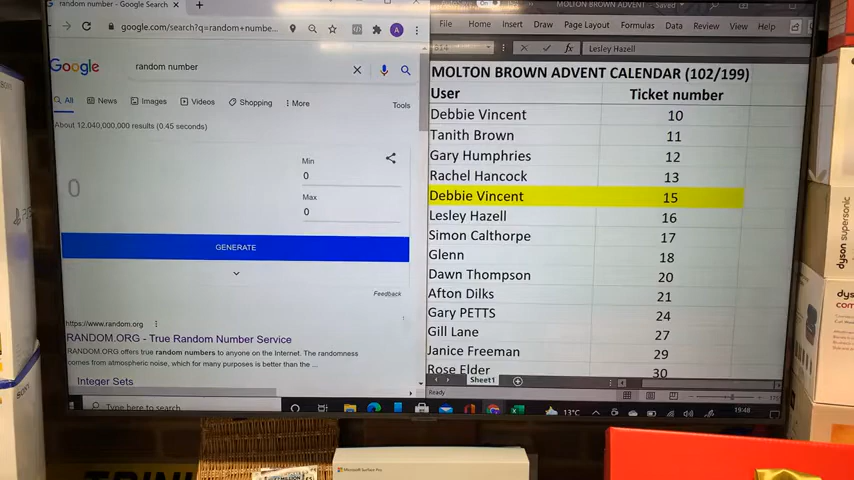 random number - Google Search
google.com/search?q=random+numbe...
Google
random number
All News Images Videos Shopping More
Tools
About 12,040,000,000 results (0.45 seconds)
Min
0
0
Max
0
GENERATE
Feedback
https://www.random.org
RANDOM.ORG - True Random Number Service
RANDOM.ORG offers true random numbers to anyone on the Internet. The randomness
comes from atmospheric noise, which for many purposes is better than the ...
Integer Sets
Type here to search
MOLTON BROWN ADVENT
Saved
File Home Insert Draw Page Layout Formulas Data Review View Help
fx Lesley Hazell
MOLTON BROWN ADVENT CALENDAR (102/199)
User Ticket number
Debbie Vincent 10
Tanith Brown 11
Gary Humphries 12
Rachel Hancock 13
Debbie Vincent 15
Lesley Hazell 16
Simon Calthorpe 17
Glenn 18
Dawn Thompson 20
Afton Dilks 21
Gary PETTS 24
Gill Lane 27
Janice Freeman 29
Rose Elder 30
Sheet1
Ready
13°C
19:48
dyson supersonic
Microsoft Surface Pro